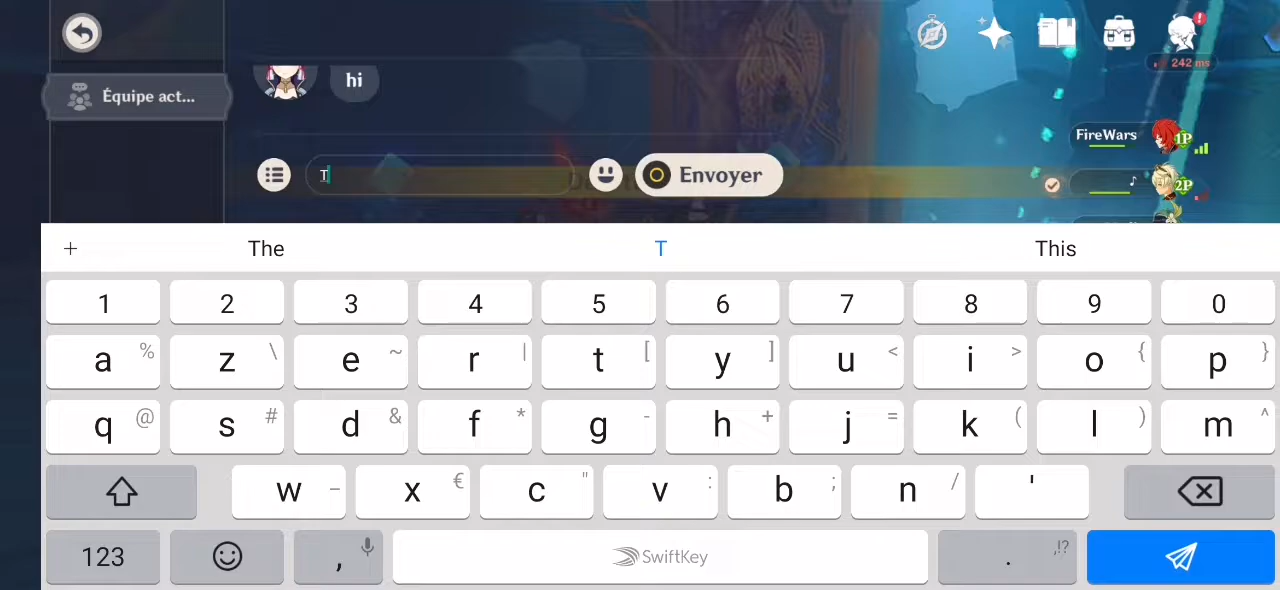 242 ms
Équipe act...
hi
FireWars
1P
T
Envoyer
♪
2P
+ The T This
1 2 3 4 5 6 7 8 9 0
a % z \ e ~ r | t [ y ] u < i > o { p }
q @ s # d & f * g - h + j = k ( l ) m ^
w _ x € c " v : b ; n / '
123 , SwiftKey . ,!?